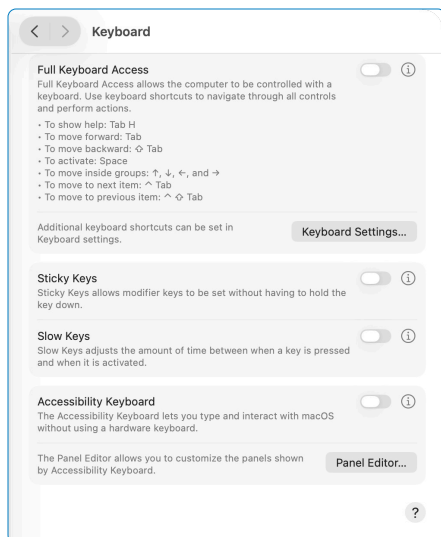 Keyboard
Full Keyboard Access
Full Keyboard Access allows the computer to be controlled with a
keyboard. Use keyboard shortcuts to navigate through all controls
and perform actions.
• To show help: Tab H
• To move forward: Tab
• To move backward: ⇧ Tab
• To activate: Space
• To move inside groups: ↑, ↓, ←, and →
• To move to next item: ^ Tab
• To move to previous item: ^ ⇧ Tab
Additional keyboard shortcuts can be set in
Keyboard settings.
Keyboard Settings...
Sticky Keys
Sticky Keys allows modifier keys to be set without having to hold the
key down.
Slow Keys
Slow Keys adjusts the amount of time between when a key is pressed
and when it is activated.
Accessibility Keyboard
The Accessibility Keyboard lets you type and interact with macOS
without using a hardware keyboard.
The Panel Editor allows you to customize the panels shown
by Accessibility Keyboard.
Panel Editor...
?